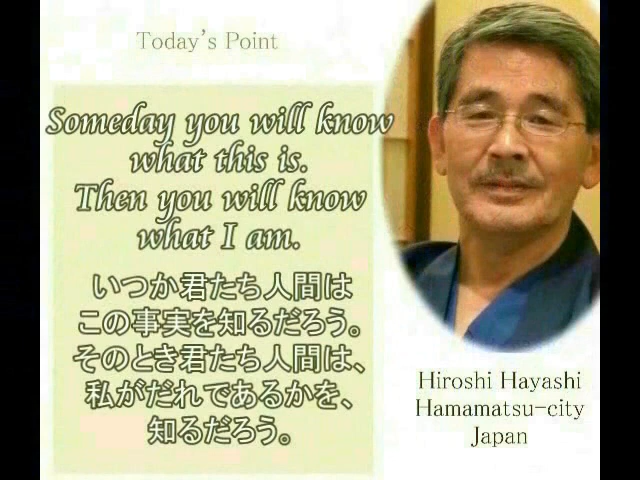 Today's Point
Someday you will know
what this is.
Then you will know
what I am.
いつか君たち人間は
この事実を知るだろう。
そのとき君たち人間は、
私がだれであるかを、
知るだろう。
Hiroshi Hayashi
Hamamatsu-city
Japan